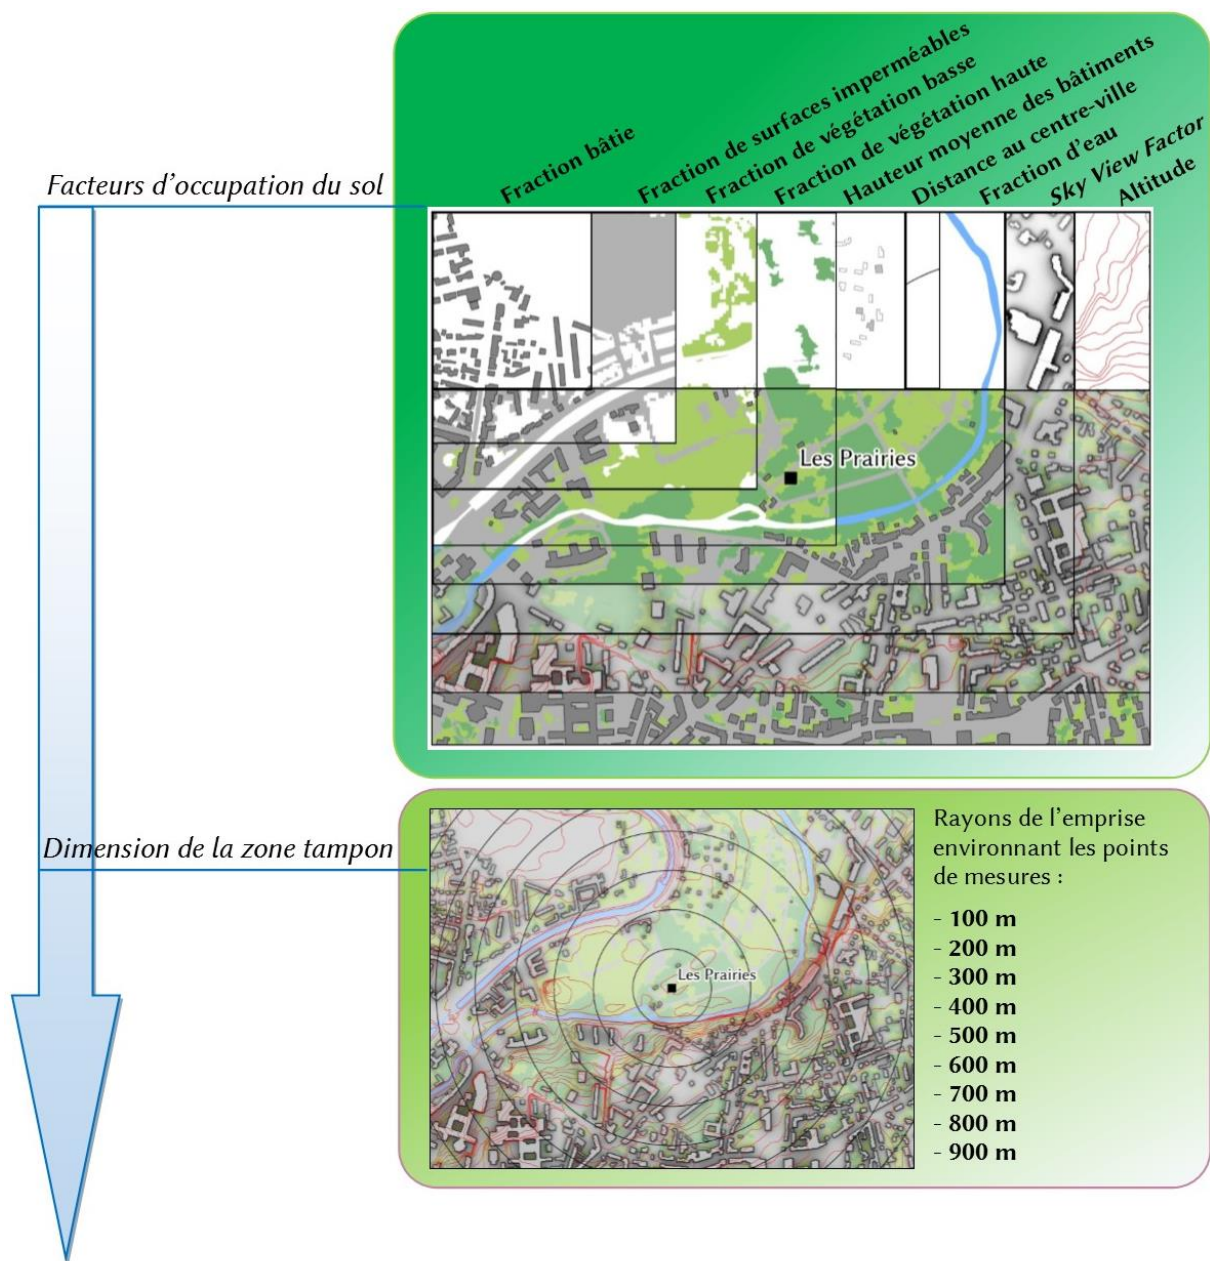 Fraction bâtie
Fraction de surfaces imperméables
Fraction de végétation basse
Fraction de végétation haute
Hauteur moyenne des bâtiments
Distance au centre-ville
Fraction d'eau
Sky View Factor
Altitude
Facteurs d'occupation du sol
Les Prairies
Dimension de la zone tampon
Les Prairies
Rayons de l'emprise
environnant les points
de mesures :
- 100 m
- 200 m
- 300 m
- 400 m
- 500 m
- 600 m
- 700 m
- 800 m
- 900 m